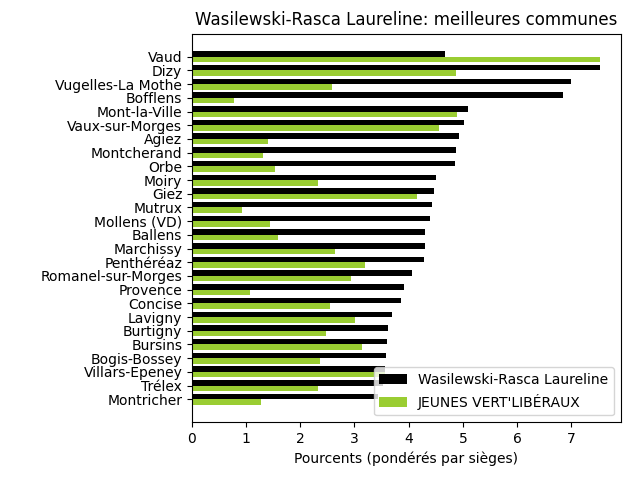 Wasilewski-Rasca Laureline: meilleures communes
Vaud
Dizy
Vugelles-La Mothe
Bofflens
Mont-la-Ville
Vaux-sur-Morges
Agiez
Montcherand
Orbe
Moiry
Giez
Mutrux
Mollens (VD)
Ballens
Marchissy
Penthéréaz
Romanel-sur-Morges
Provence
Concise
Lavigny
Burtigny
Bursins
Bogis-Bossey
Villars-Epeney
Trélex
Montricher
Wasilewski-Rasca Laureline
JEUNES VERT'LIBÉRAUX
0 1 2 3 4 5 6 7
Pourcents (pondérés par sièges)